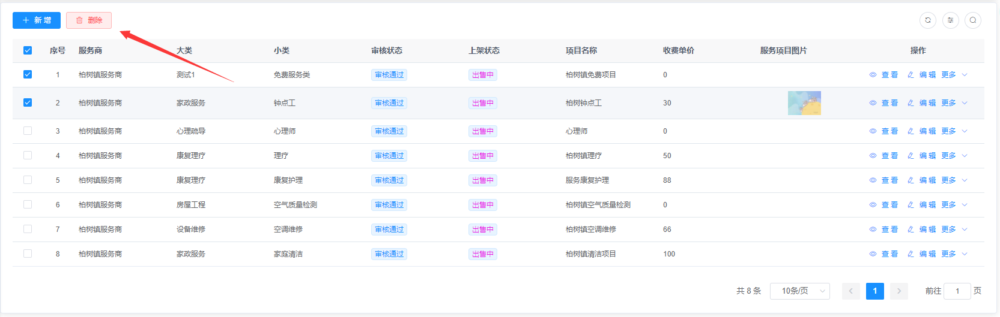 新增 删除
序号 服务商 大类 小类 审核状态 上架状态 项目名称 收费单价 服务项目图片 操作
1 柏树镇服务商 测试1 免费服务类 审核通过 出售中 柏树镇免费项目 0 查看 编辑 更多
2 柏树镇服务商 家政服务 钟点工 审核通过 出售中 柏树钟点工 30 查看 编辑 更多
3 柏树镇服务商 心理疏导 心理师 审核通过 出售中 心理师 0 查看 编辑 更多
4 柏树镇服务商 康复理疗 理疗 审核通过 出售中 柏树镇理疗 50 查看 编辑 更多
5 柏树镇服务商 康复理疗 康复护理 审核通过 出售中 服务康复护理 88 查看 编辑 更多
6 柏树镇服务商 房屋工程 空气质量检测 审核通过 出售中 柏树镇空气质量检测 0 查看 编辑 更多
7 柏树镇服务商 设备维修 空调维修 审核通过 出售中 柏树镇空调维修 66 查看 编辑 更多
8 柏树镇服务商 家政服务 家庭清洁 审核通过 出售中 柏树镇清洁项目 100 查看 编辑 更多
共 8 条 10条/页 1 前往 1 页